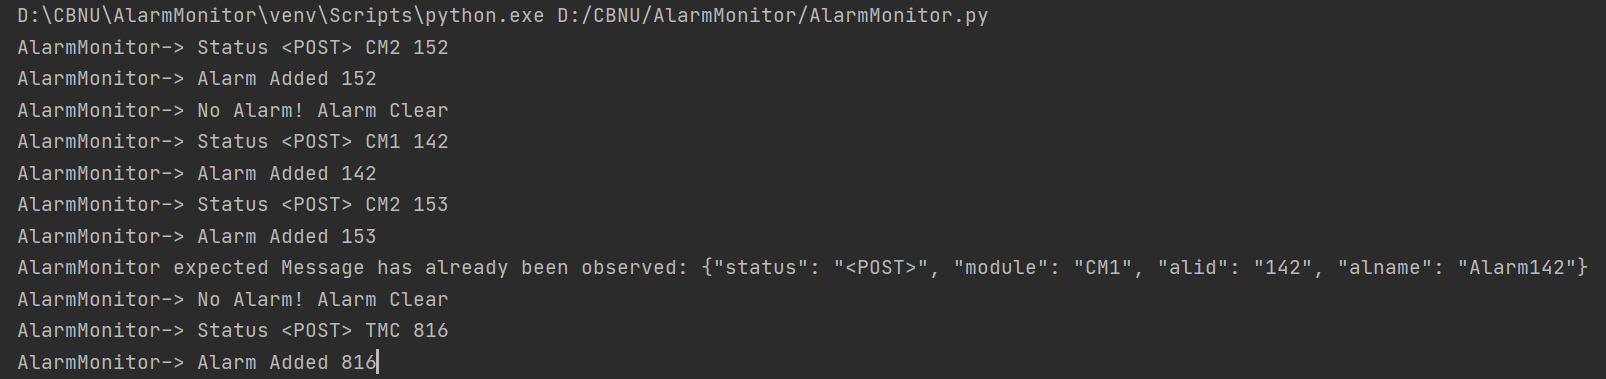 D:\CBNU\AlarmMonitor\venv\Scripts\python.exe D:/CBNU/AlarmMonitor/AlarmMonitor.py
AlarmMonitor-> Status <POST> CM2 152
AlarmMonitor-> Alarm Added 152
AlarmMonitor-> No Alarm! Alarm Clear
AlarmMonitor-> Status <POST> CM1 142
AlarmMonitor-> Alarm Added 142
AlarmMonitor-> Status <POST> CM2 153
AlarmMonitor-> Alarm Added 153
AlarmMonitor expected Message has already been observed: {"status": "<POST>", "module": "CM1", "alid": "142", "alname": "Alarm142"}
AlarmMonitor-> No Alarm! Alarm Clear
AlarmMonitor-> Status <POST> TMC 816
AlarmMonitor-> Alarm Added 816